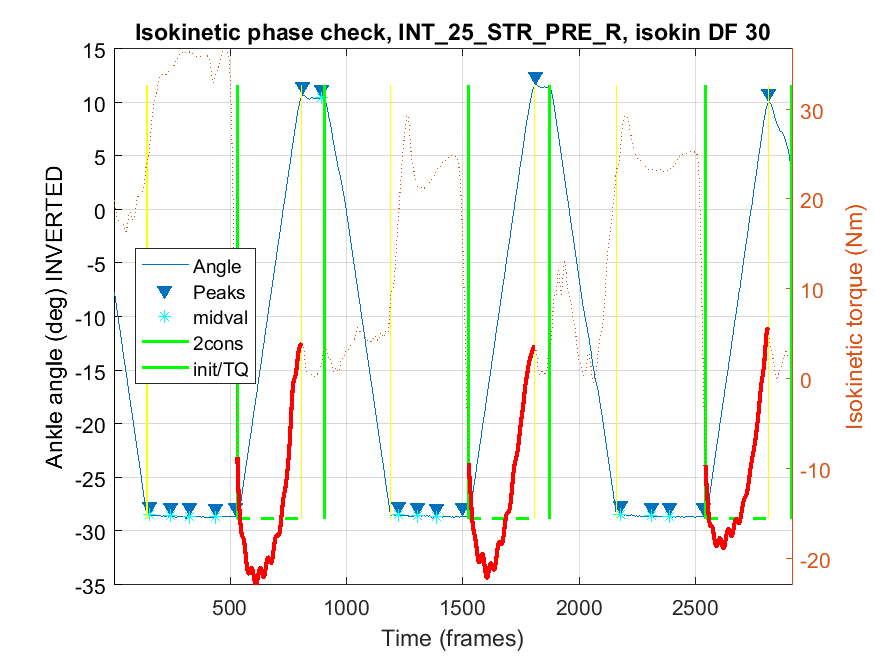 Isokinetic phase check, INT_25_STR_PRE_R, isokin DF 30
Ankle angle (deg) INVERTED
15
10
5
0
-5
-10
-15
-20
-25
-30
-35
Angle
Peaks
midval
2cons
init/TQ
30
20
10
0
-10
-20
Isokinetic torque (Nm)
500
1000
1500
2000
2500
Time (frames)